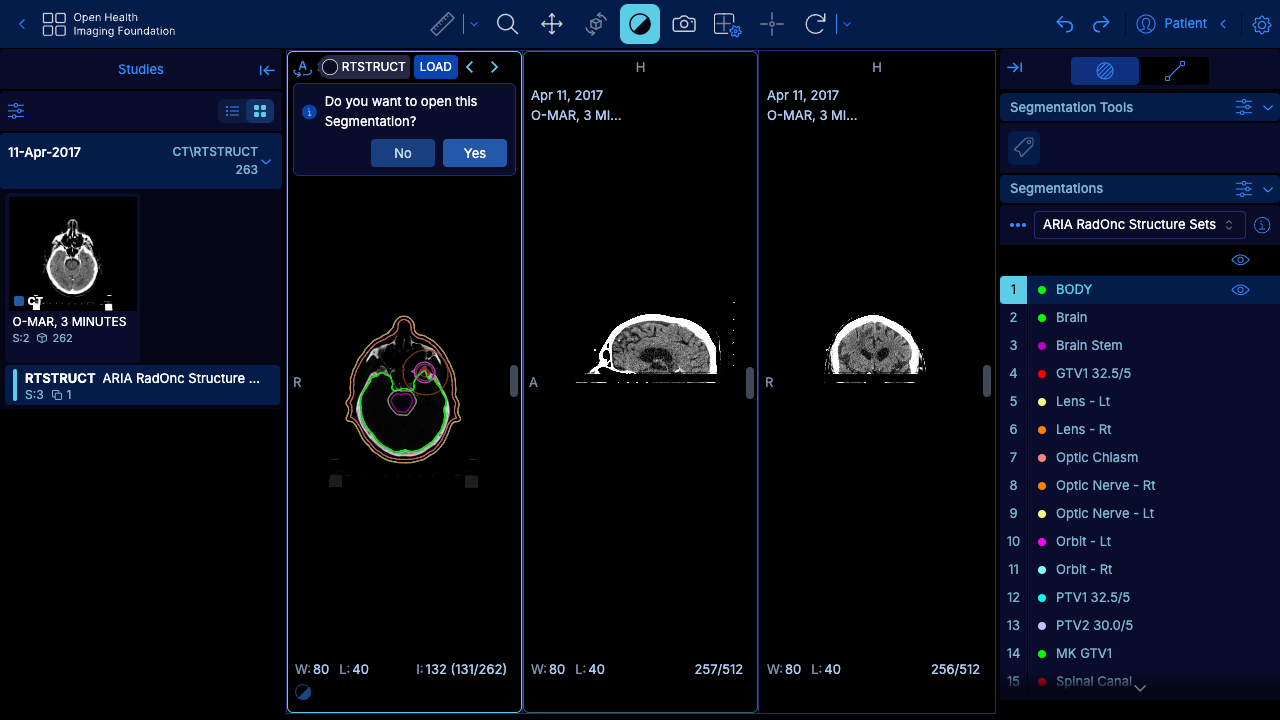 Open Health
Imaging Foundation
Patient
Studies
11-Apr-2017
CT\RTSTRUCT
263
CT
O-MAR, 3 MINUTES
S:2 262
RTSTRUCT ARIA RadOnc Structure ...
S:3 1
A RTSTRUCT LOAD
Do you want to open this
Segmentation?
No Yes
R
W: 80 L: 40 I: 132 (131/262)
H
Apr 11, 2017
O-MAR, 3 MI...
A
W: 80 L: 40 257/512
H
Apr 11, 2017
O-MAR, 3 MI...
R
W: 80 L: 40 256/512
Segmentation Tools
Segmentations
ARIA RadOnc Structure Sets
1 BODY
2 Brain
3 Brain Stem
4 GTV1 32.5/5
5 Lens - Lt
6 Lens - Rt
7 Optic Chiasm
8 Optic Nerve - Rt
9 Optic Nerve - Lt
10 Orbit - Lt
11 Orbit - Rt
12 PTV1 32.5/5
13 PTV2 30.0/5
14 MK GTV1
15 Spinal Canal